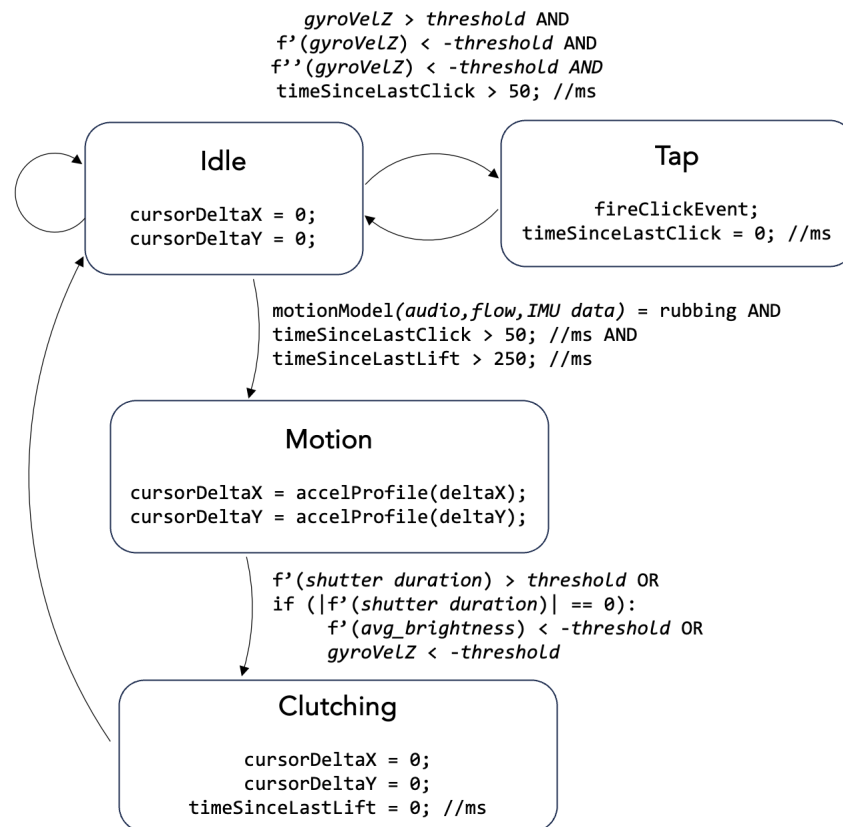 gyroVelZ > threshold AND
f’(gyroVelZ) < -threshold AND
f’’(gyroVelZ) < -threshold AND
timeSinceLastClick > 50; //ms
Idle
cursorDeltaX = 0;
cursorDeltaY = 0;
Tap
fireClickEvent;
timeSinceLastClick = 0; //ms
motionModel(audio,flow,IMU data) = rubbing AND
timeSinceLastClick > 50; //ms AND
timeSinceLastLift > 250; //ms
Motion
cursorDeltaX = accelProfile(deltaX);
cursorDeltaY = accelProfile(deltaY);
f’(shutter duration) > threshold OR
if (|f’(shutter duration)| == 0):
f’(avg_brightness) < -threshold OR
gyroVelZ < -threshold
Clutching
cursorDeltaX = 0;
cursorDeltaY = 0;
timeSinceLastLift = 0; //ms